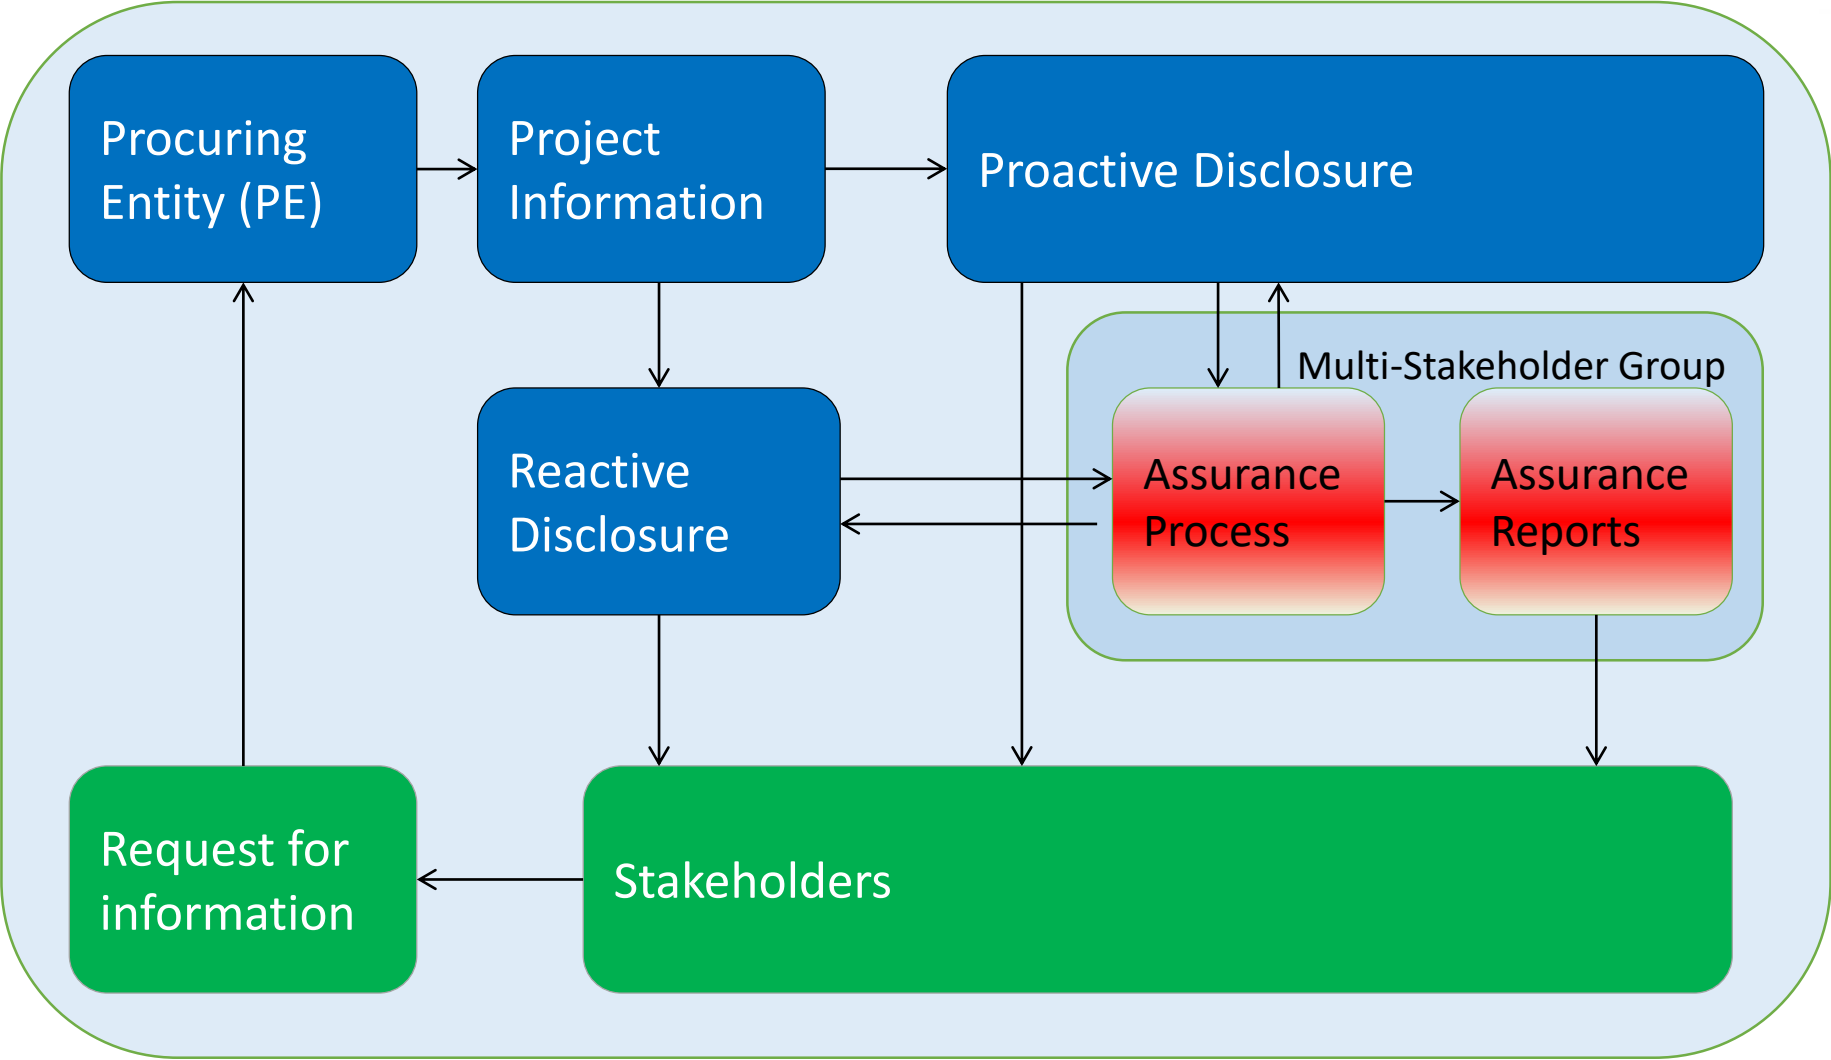 Procuring
Entity (PE)
Project
Information
Proactive Disclosure
Multi-Stakeholder Group
Reactive
Disclosure
Assurance
Process
Assurance
Reports
Request for
information
Stakeholders